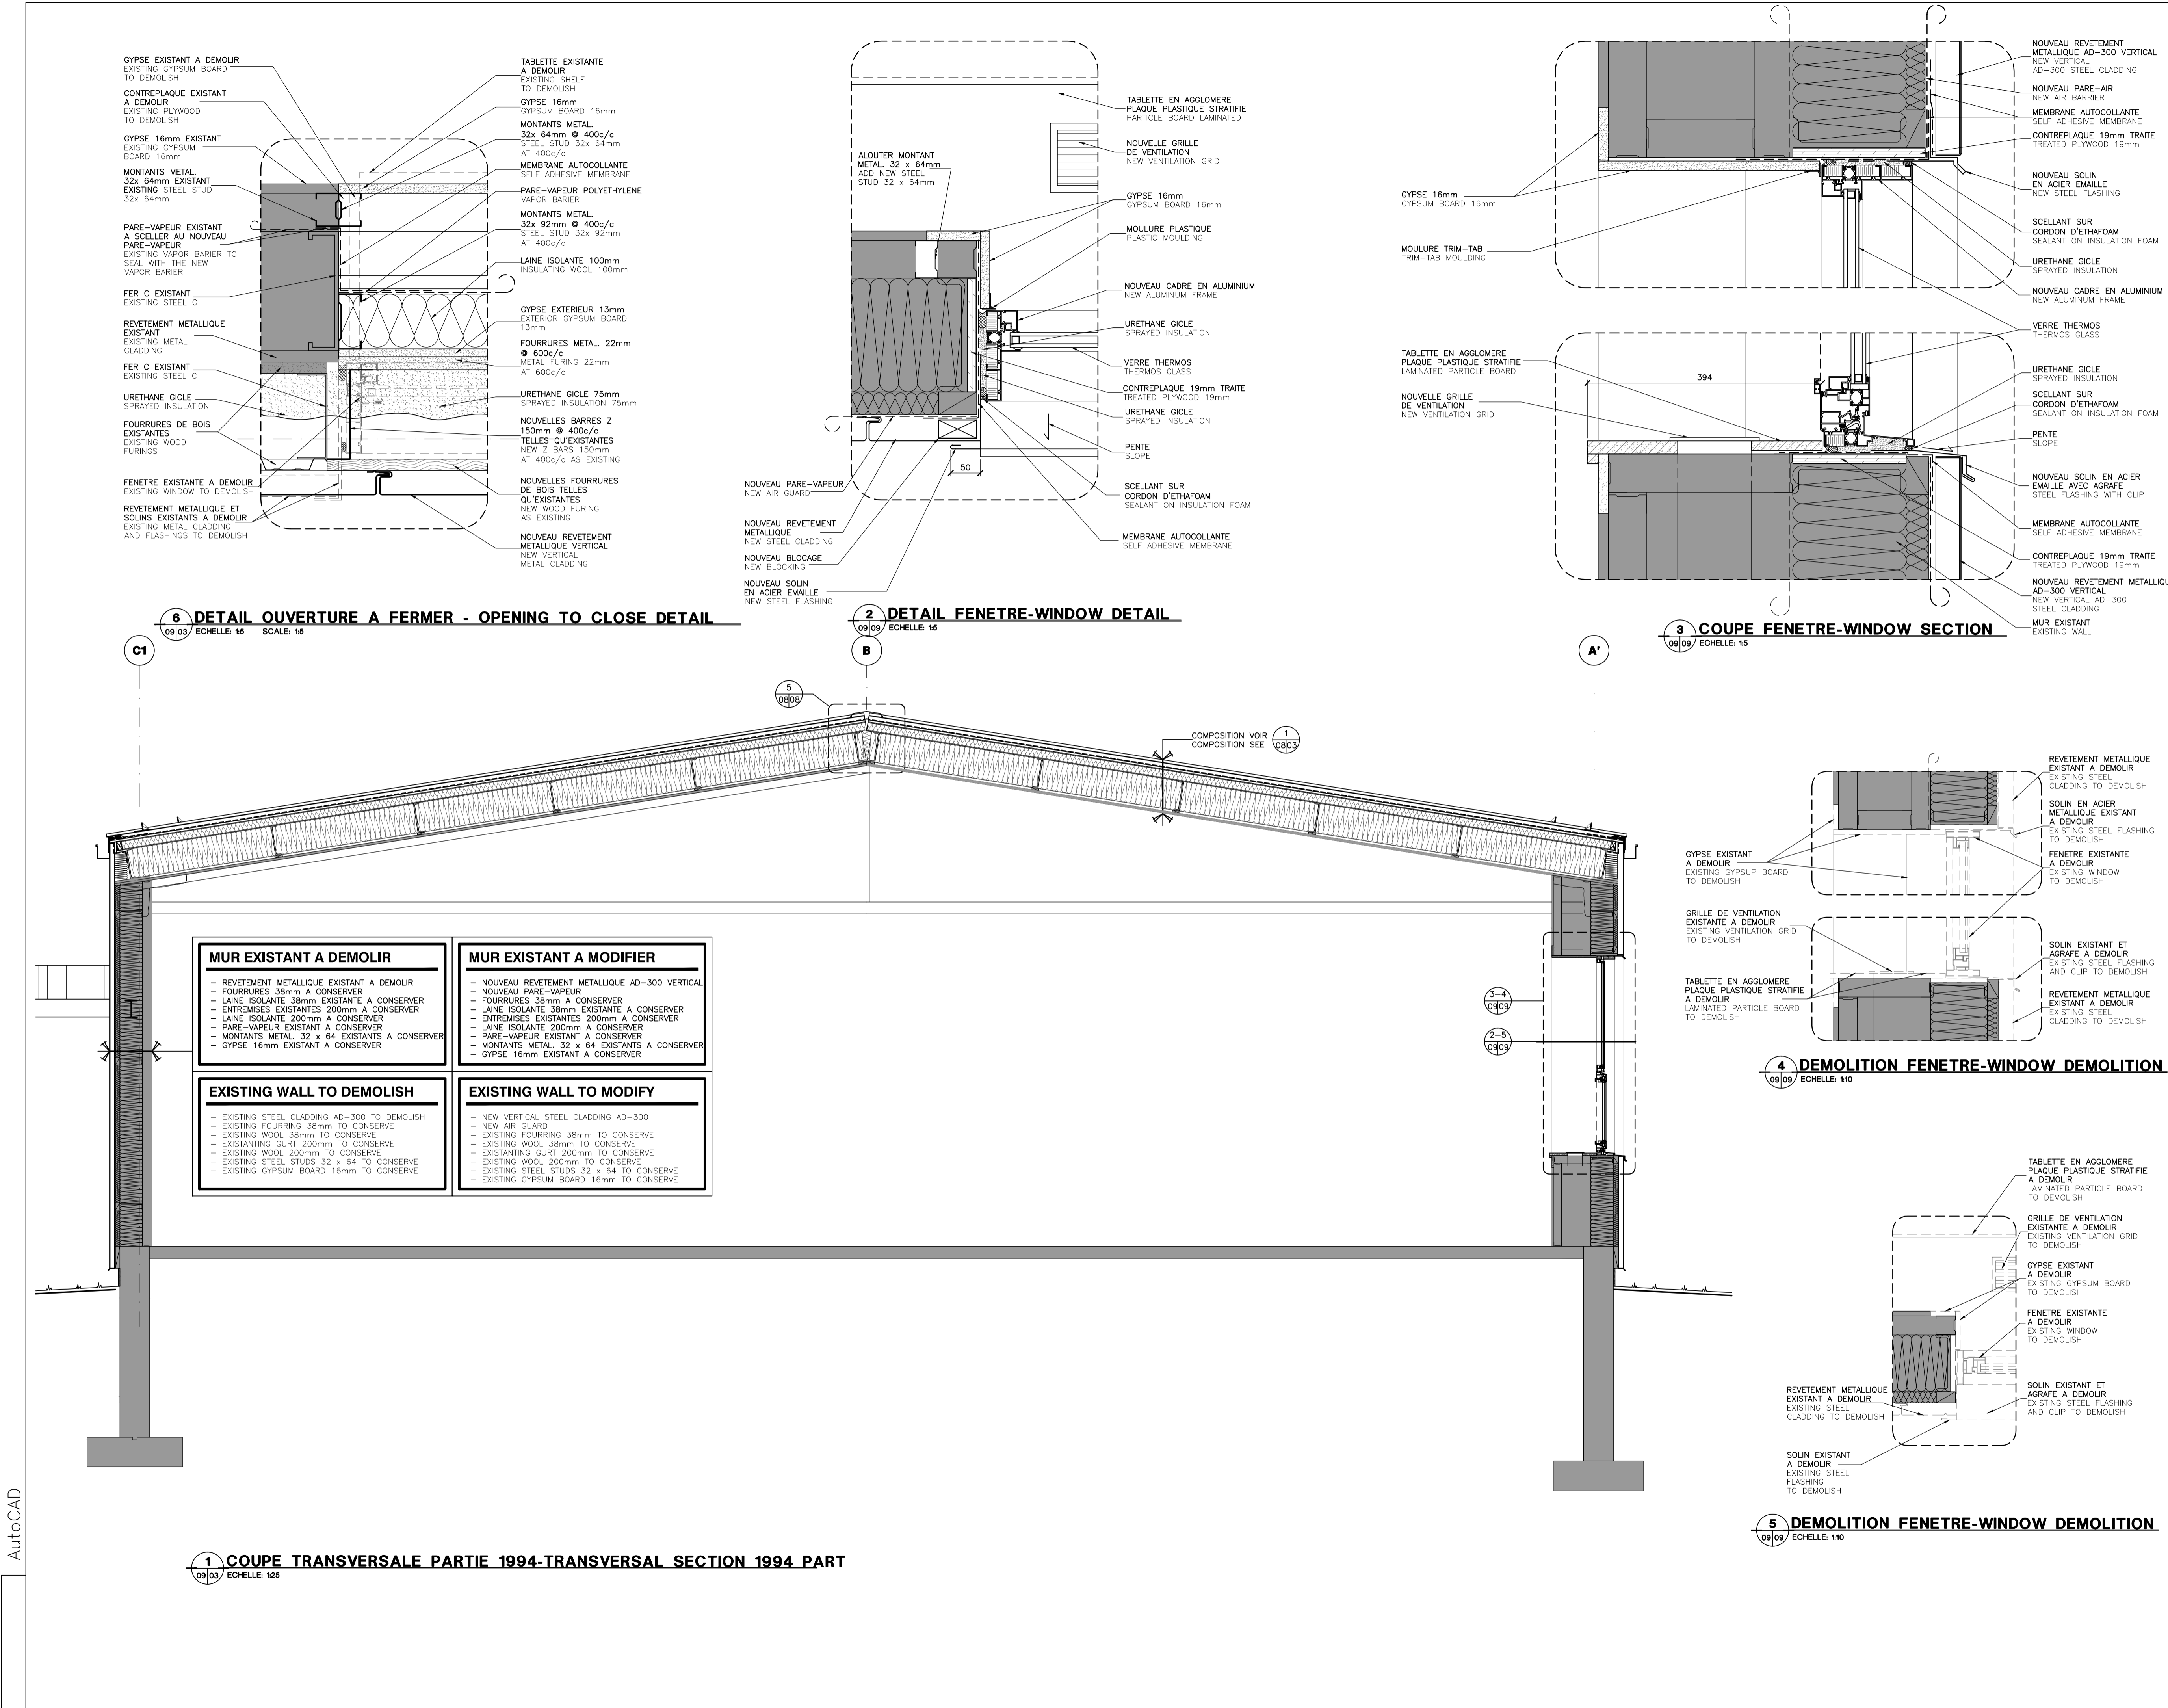 GYPSE EXISTANT A DEMOLIR
EXISTING GYPSUM BOARD
TO DEMOLISH
CONTREPLAQUE EXISTANT
A DEMOLIR
EXISTING PLYWOOD
TO DEMOLISH
GYPSE 16mm EXISTANT
EXISTING GYPSUM
BOARD 16mm
MONTANTS METAL.
32x 64mm EXISTANT
EXISTING STEEL STUD
32x 64mm
PARE-VAPEUR EXISTANT
A SCELLER AU NOUVEAU
PARE-VAPEUR
EXISTING VAPOR BARIER TO
SEAL WITH THE NEW
VAPOR BARIER
FER C EXISTANT
EXISTING STEEL C
REVETEMENT METALLIQUE
EXISTANT
EXISTING METAL
CLADDING
FER C EXISTANT
EXISTING STEEL C
URETHANE GICLE
SPRAYED INSULATION
FOURRURES DE BOIS
EXISTANTES
EXISTING WOOD
FURINGS
FENETRE EXISTANTE A DEMOLIR
EXISTING WINDOW TO DEMOLISH
REVETEMENT METALLIQUE ET
SOLINS EXISTANTS A DEMOLIR
EXISTING METAL CLADDING
AND FLASHINGS TO DEMOLISH
TABLETTE EXISTANTE
A DEMOLIR
EXISTING SHELF
TO DEMOLISH
GYPSE 16mm
GYPSUM BOARD 16mm
MONTANTS METAL.
32x 64mm @ 400c/c
STEEL STUD 32x 64mm
AT 400c/c
MEMBRANE AUTOCOLLANTE
SELF ADHESIVE MEMBRANE
PARE-VAPEUR POLYETHYLENE
VAPOR BARIER
MONTANTS METAL.
32x 92mm @ 400c/c
STEEL STUD 32x 92mm
AT 400c/c
LAINE ISOLANTE 100mm
INSULATING WOOL 100mm
GYPSE EXTERIEUR 13mm
EXTERIOR GYPSUM BOARD
13mm
FOURRURES METAL. 22mm
@ 600c/c
METAL FURING 22mm
AT 600c/c
URETHANE GICLE 75mm
SPRAYED INSULATION 75mm
NOUVELLES BARRES Z
150mm @ 400c/c
TELLES QU'EXISTANTES
NEW Z BARS 150mm
AT 400c/c AS EXISTING
NOUVELLES FOURRURES
DE BOIS TELLES
QU'EXISTANTES
NEW WOOD FURING
AS EXISTING
NOUVEAU REVETEMENT
METALLIQUE VERTICAL
NEW VERTICAL
METAL CLADDING
6
09 03
DETAIL OUVERTURE A FERMER - OPENING TO CLOSE DETAIL
ECHELLE: 1:5 SCALE: 1:5
ALOUTER MONTANT
METAL. 32 x 64mm
ADD NEW STEEL
STUD 32 x 64mm
50
NOUVEAU PARE-VAPEUR
NEW AIR GUARD
NOUVEAU REVETEMENT
METALLIQUE
NEW STEEL CLADDING
NOUVEAU BLOCAGE
NEW BLOCKING
NOUVEAU SOLIN
EN ACIER EMAILLE
NEW STEEL FLASHING
TABLETTE EN AGGLOMERE
PLAQUE PLASTIQUE STRATIFIE
PARTICLE BOARD LAMINATED
NOUVELLE GRILLE
DE VENTILATION
NEW VENTILATION GRID
GYPSE 16mm
GYPSUM BOARD 16mm
MOULURE PLASTIQUE
PLASTIC MOULDING
NOUVEAU CADRE EN ALUMINIUM
NEW ALUMINUM FRAME
URETHANE GICLE
SPRAYED INSULATION
VERRE THERMOS
THERMOS GLASS
CONTREPLAQUE 19mm TRAITE
TREATED PLYWOOD 19mm
URETHANE GICLE
SPRAYED INSULATION
PENTE
SLOPE
SCELLANT SUR
CORDON D'ETHAFOAM
SEALANT ON INSULATION FOAM
MEMBRANE AUTOCOLLANTE
SELF ADHESIVE MEMBRANE
2
09 09
DETAIL FENETRE-WINDOW DETAIL
ECHELLE: 1:5
GYPSE 16mm
GYPSUM BOARD 16mm
MOULURE TRIM-TAB
TRIM-TAB MOULDING
TABLETTE EN AGGLOMERE
PLAQUE PLASTIQUE STRATIFIE
LAMINATED PARTICLE BOARD
394
NOUVELLE GRILLE
DE VENTILATION
NEW VENTILATION GRID
NOUVEAU REVETEMENT
METALLIQUE AD-300 VERTICAL
NEW VERTICAL
AD-300 STEEL CLADDING
NOUVEAU PARE-AIR
NEW AIR BARRIER
MEMBRANE AUTOCOLLANTE
SELF ADHESIVE MEMBRANE
CONTREPLAQUE 19mm TRAITE
TREATED PLYWOOD 19mm
NOUVEAU SOLIN
EN ACIER EMAILLE
NEW STEEL FLASHING
SCELLANT SUR
CORDON D'ETHAFOAM
SEALANT ON INSULATION FOAM
URETHANE GICLE
SPRAYED INSULATION
NOUVEAU CADRE EN ALUMINIUM
NEW ALUMINUM FRAME
VERRE THERMOS
THERMOS GLASS
URETHANE GICLE
SPRAYED INSULATION
SCELLANT SUR
CORDON D'ETHAFOAM
SEALANT ON INSULATION FOAM
PENTE
SLOPE
NOUVEAU SOLIN EN ACIER
EMAILLE AVEC AGRAFE
STEEL FLASHING WITH CLIP
MEMBRANE AUTOCOLLANTE
SELF ADHESIVE MEMBRANE
CONTREPLAQUE 19mm TRAITE
TREATED PLYWOOD 19mm
NOUVEAU REVETEMENT METALLIQU
AD-300 VERTICAL
NEW VERTICAL AD-300
STEEL CLADDING
MUR EXISTANT
EXISTING WALL
3
09 09
COUPE FENETRE-WINDOW SECTION
ECHELLE: 1:5
C1
B
A'
5
08 08
COMPOSITION VOIR
COMPOSITION SEE
1
08 03
MUR EXISTANT A DEMOLIR
- REVETEMENT METALLIQUE EXISTANT A DEMOLIR
- FOURRURES 38mm A CONSERVER
- LAINE ISOLANTE 38mm EXISTANTE A CONSERVER
- ENTREMISES EXISTANTES 200mm A CONSERVER
- LAINE ISOLANTE 200mm A CONSERVER
- PARE-VAPEUR EXISTANT A CONSERVER
- MONTANTS METAL. 32 x 64 EXISTANTS A CONSERVER
- GYPSE 16mm EXISTANT A CONSERVER
MUR EXISTANT A MODIFIER
- NOUVEAU REVETEMENT METALLIQUE AD-300 VERTICAL
- NOUVEAU PARE-VAPEUR
- FOURRURES 38mm A CONSERVER
- LAINE ISOLANTE 38mm EXISTANTE A CONSERVER
- ENTREMISES EXISTANTES 200mm A CONSERVER
- LAINE ISOLANTE 200mm A CONSERVER
- PARE-VAPEUR EXISTANT A CONSERVER
- MONTANTS METAL. 32 x 64 EXISTANTS A CONSERVER
- GYPSE 16mm EXISTANT A CONSERVER
EXISTING WALL TO DEMOLISH
- EXISTING STEEL CLADDING AD-300 TO DEMOLISH
- EXISTING FOURRING 38mm TO CONSERVE
- EXISTING WOOL 38mm TO CONSERVE
- EXISTANTING GURT 200mm TO CONSERVE
- EXISTING WOOL 200mm TO CONSERVE
- EXISTING STEEL STUDS 32 x 64 TO CONSERVE
- EXISTING GYPSUM BOARD 16mm TO CONSERVE
EXISTING WALL TO MODIFY
- NEW VERTICAL STEEL CLADDING AD-300
- NEW AIR GUARD
- EXISTING FOURRING 38mm TO CONSERVE
- EXISTING WOOL 38mm TO CONSERVE
- EXISTANTING GURT 200mm TO CONSERVE
- EXISTING WOOL 200mm TO CONSERVE
- EXISTING STEEL STUDS 32 x 64 TO CONSERVE
- EXISTING GYPSUM BOARD 16mm TO CONSERVE
3-4
09 09
2-5
09 09
GYPSE EXISTANT
A DEMOLIR
EXISTING GYPSUP BOARD
TO DEMOLISH
GRILLE DE VENTILATION
EXISTANTE A DEMOLIR
EXISTING VENTILATION GRID
TO DEMOLISH
TABLETTE EN AGGLOMERE
PLAQUE PLASTIQUE STRATIFIE
A DEMOLIR
LAMINATED PARTICLE BOARD
TO DEMOLISH
REVETEMENT METALLIQUE
EXISTANT A DEMOLIR
EXISTING STEEL
CLADDING TO DEMOLISH
SOLIN EN ACIER
METALLIQUE EXISTANT
A DEMOLIR
EXISTING STEEL FLASHING
TO DEMOLISH
FENETRE EXISTANTE
A DEMOLIR
EXISTING WINDOW
TO DEMOLISH
SOLIN EXISTANT ET
AGRAFE A DEMOLIR
EXISTING STEEL FLASHING
AND CLIP TO DEMOLISH
REVETEMENT METALLIQUE
EXISTANT A DEMOLIR
EXISTING STEEL
CLADDING TO DEMOLISH
4
09 09
DEMOLITION FENETRE-WINDOW DEMOLITION
ECHELLE: 1:10
TABLETTE EN AGGLOMERE
PLAQUE PLASTIQUE STRATIFIE
A DEMOLIR
LAMINATED PARTICLE BOARD
TO DEMOLISH
GRILLE DE VENTILATION
EXISTANTE A DEMOLIR
EXISTING VENTILATION GRID
TO DEMOLISH
GYPSE EXISTANT
A DEMOLIR
EXISTING GYPSUM BOARD
TO DEMOLISH
FENETRE EXISTANTE
A DEMOLIR
EXISTING WINDOW
TO DEMOLISH
SOLIN EXISTANT ET
AGRAFE A DEMOLIR
EXISTING STEEL FLASHING
AND CLIP TO DEMOLISH
REVETEMENT METALLIQUE
EXISTANT A DEMOLIR
EXISTING STEEL
CLADDING TO DEMOLISH
SOLIN EXISTANT
A DEMOLIR
EXISTING STEEL
FLASHING
TO DEMOLISH
5
09 09
DEMOLITION FENETRE-WINDOW DEMOLITION
ECHELLE: 1:10
1
09 03
COUPE TRANSVERSALE PARTIE 1994-TRANSVERSAL SECTION 1994 PART
ECHELLE: 1:25
AutoCAD